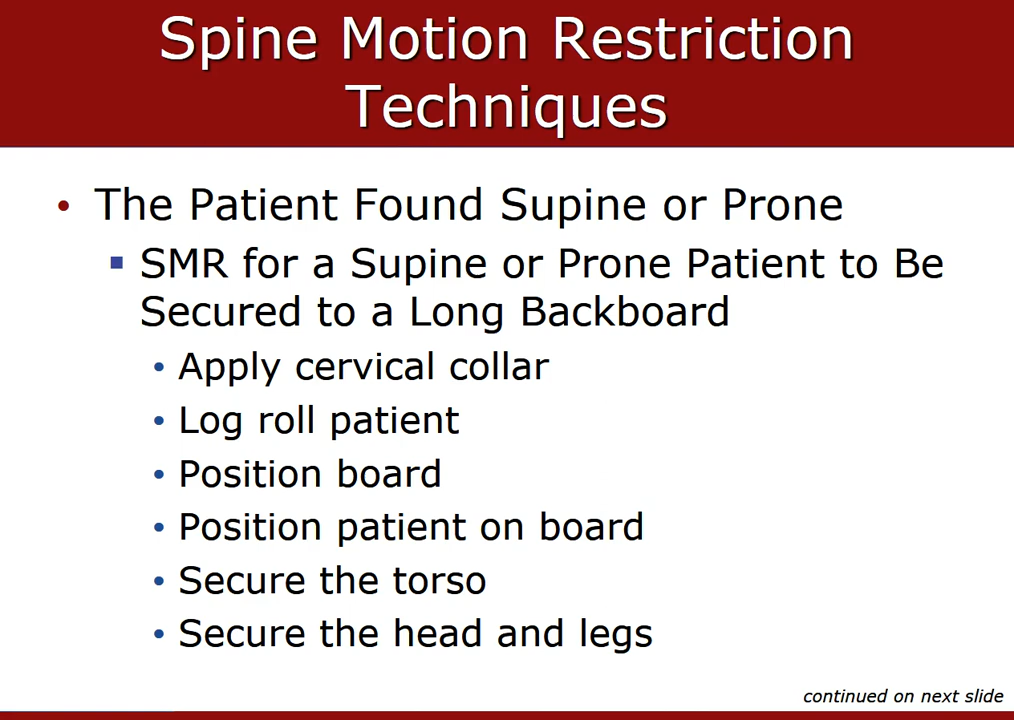 Spine Motion Restriction
Techniques
• The Patient Found Supine or Prone
▪ SMR for a Supine or Prone Patient to Be
Secured to a Long Backboard
• Apply cervical collar
• Log roll patient
• Position board
• Position patient on board
• Secure the torso
• Secure the head and legs
continued on next slide